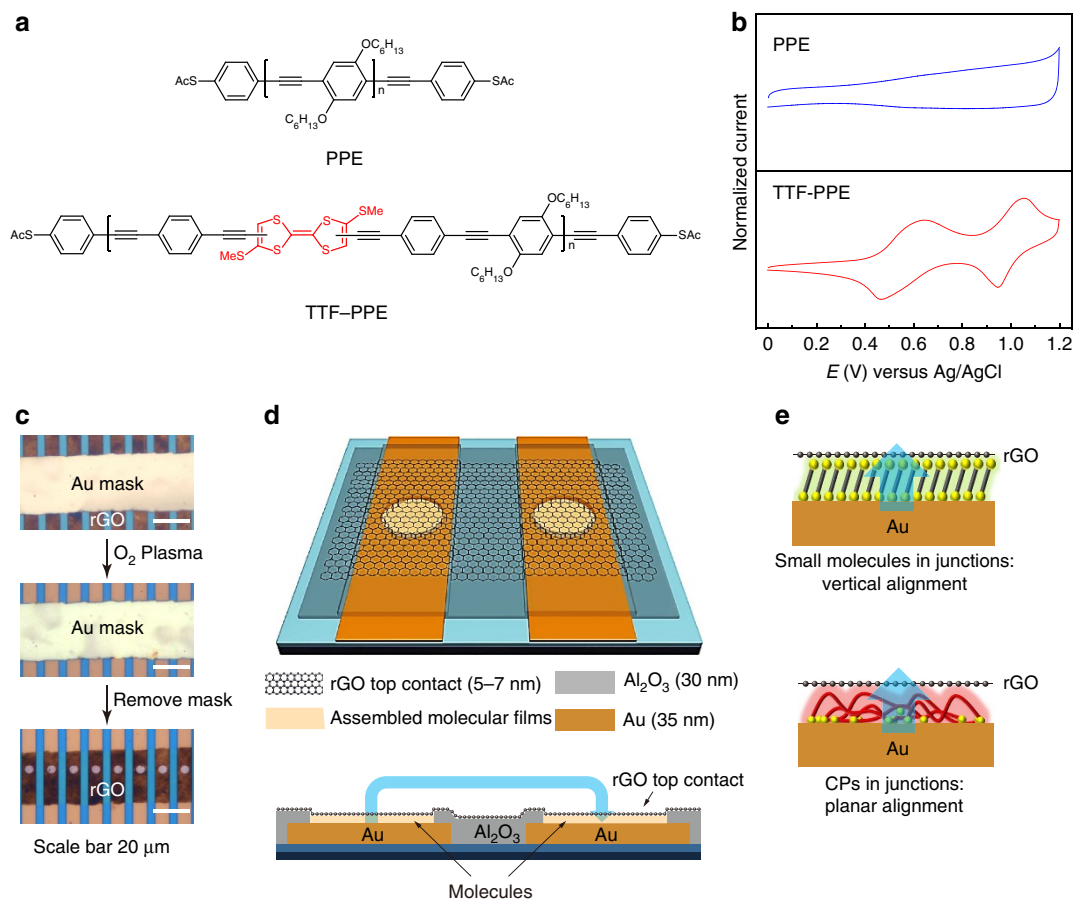 a
OC₆H₁₃
AcS
SAc
n
C₆H₁₃O
PPE
OC₆H₁₃
SMe
S
S
AcS
SAc
n
S
S
MeS
C₆H₁₃O
TTF–PPE
b
PPE
TTF-PPE
Normalized current
0 0.2 0.4 0.6 0.8 1.0 1.2
E (V) versus Ag/AgCl
c
Au mask
rGO
O₂ Plasma
Au mask
Remove mask
rGO
Scale bar 20 μm
d
rGO top contact (5–7 nm)
Al₂O₃ (30 nm)
Assembled molecular films
Au (35 nm)
rGO top contact
Au
Al₂O₃
Au
Molecules
e
rGO
Au
Small molecules in junctions:
vertical alignment
rGO
Au
CPs in junctions:
planar alignment